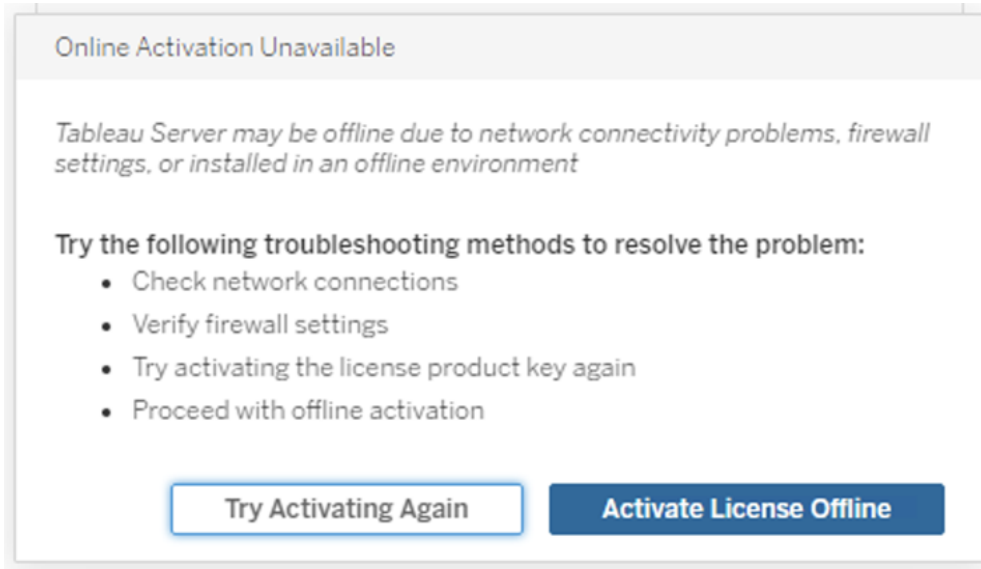 Online Activation Unavailable
Tableau Server may be offline due to network connectivity problems, firewall
settings, or installed in an offline environment
Try the following troubleshooting methods to resolve the problem:
• Check network connections
• Verify firewall settings
• Try activating the license product key again
• Proceed with offline activation
Try Activating Again
Activate License Offline